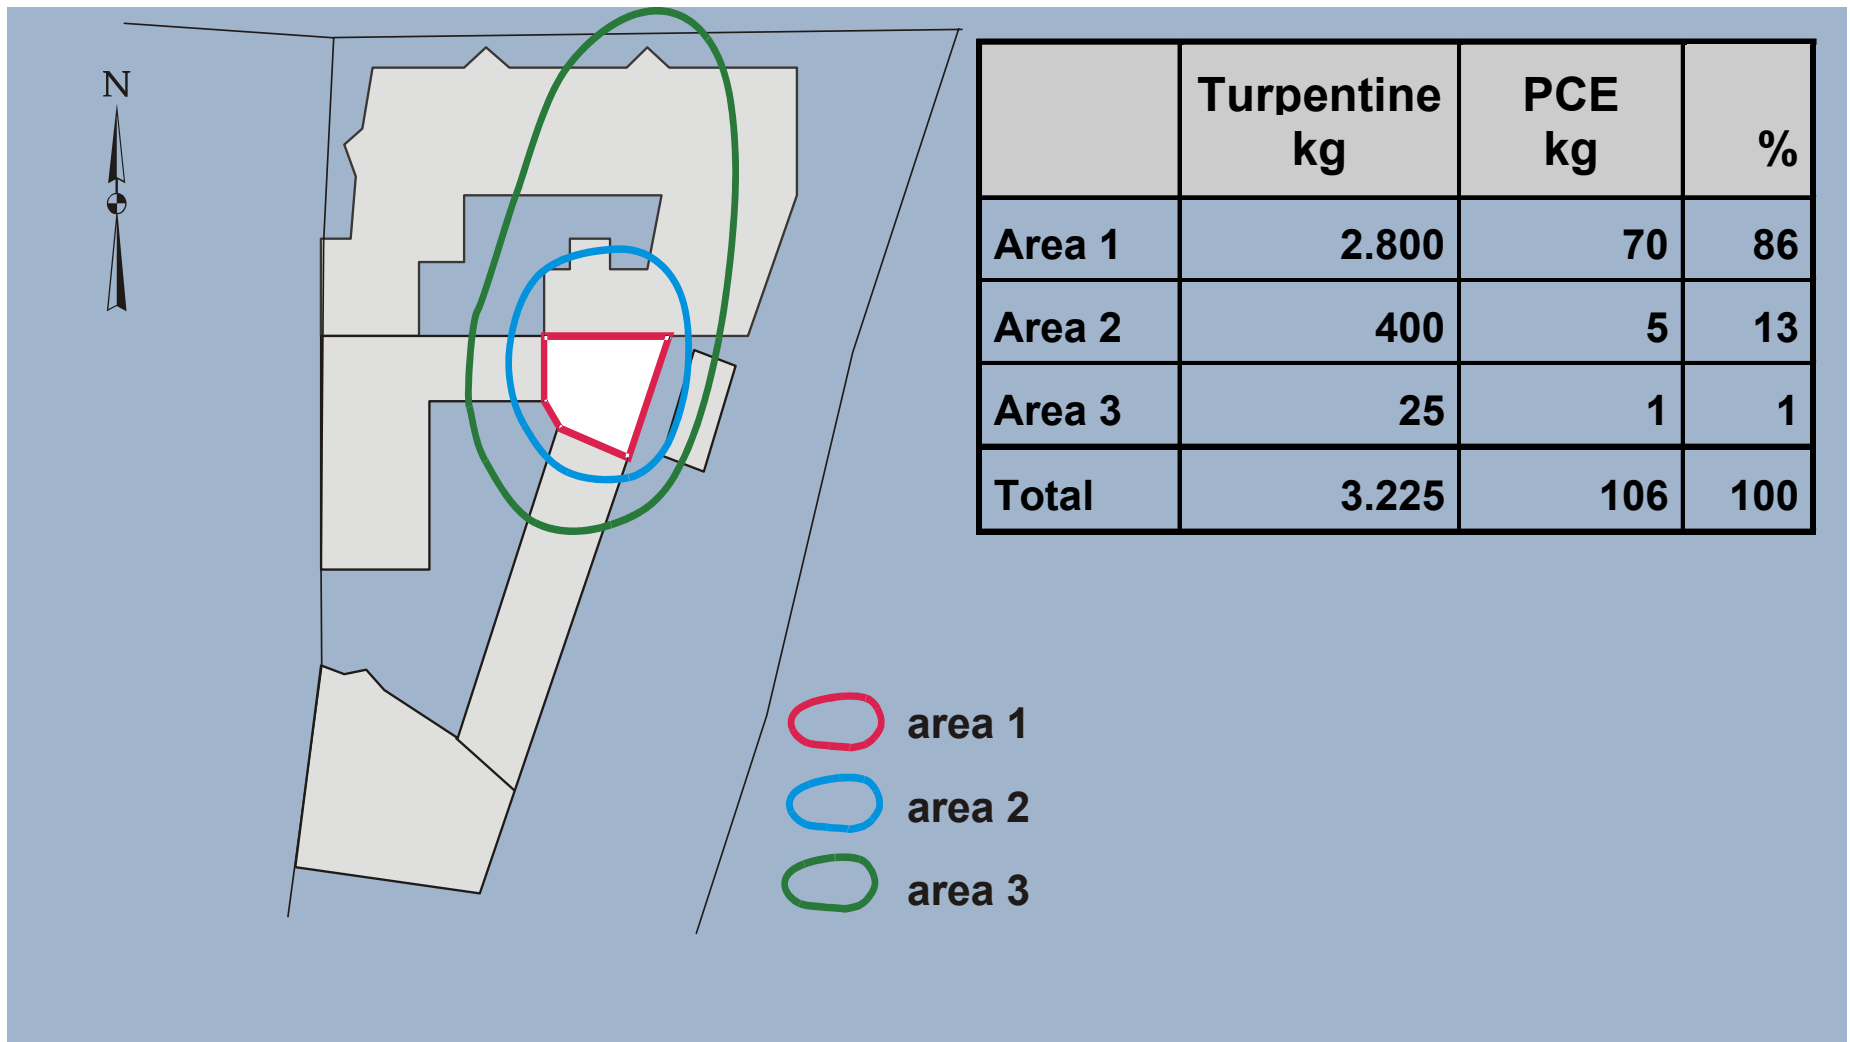 N
Turpentine kg PCE kg %
Area 1 2.800 70 86
Area 2 400 5 13
Area 3 25 1 1
Total 3.225 106 100
area 1
area 2
area 3